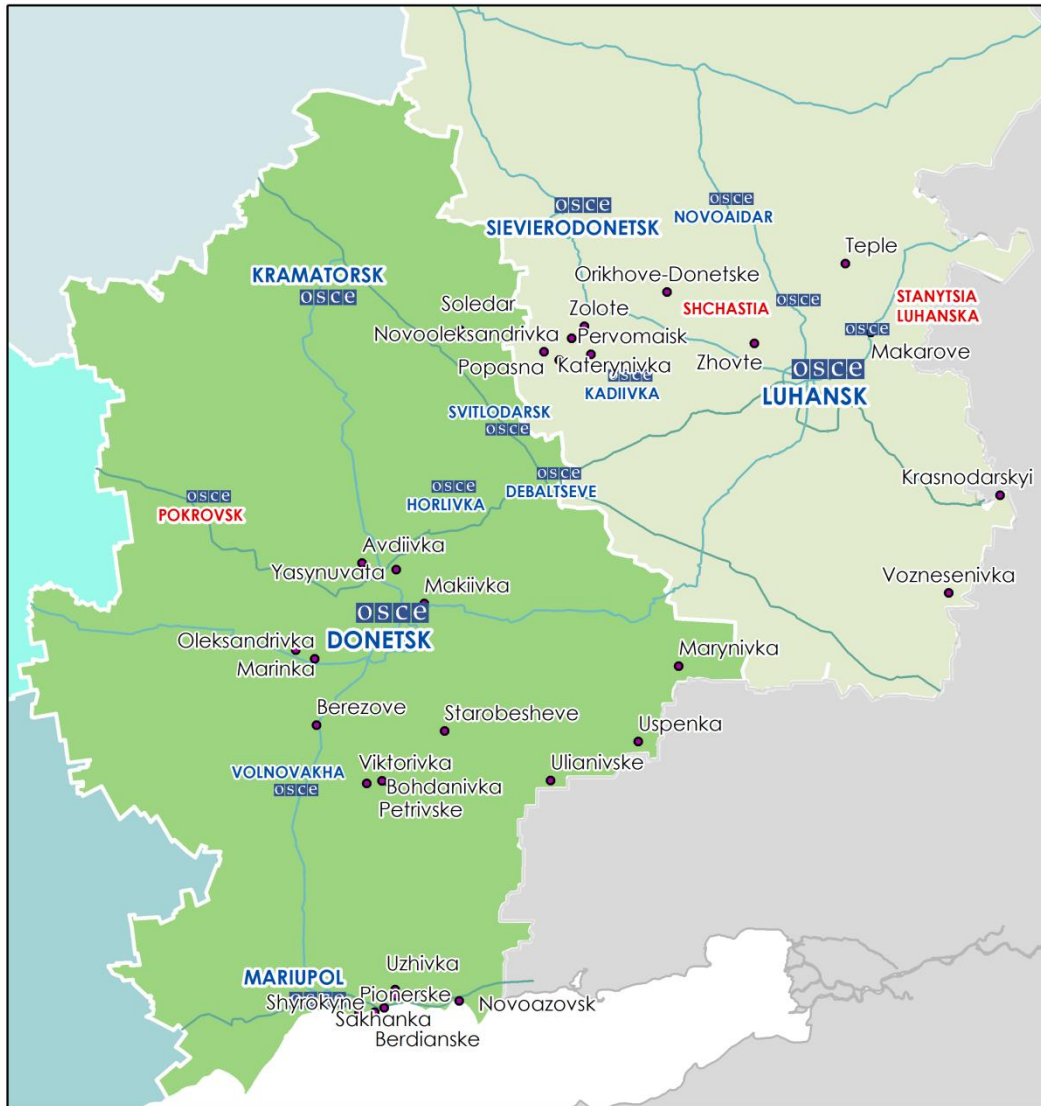 osce
NOVOAIDAR
osce
SIEVIERODONETSK
Teple
KRAMATORSK
osce
Orikhove-Donetske
STANYTSIA
LUHANSKA
SHCHASTIA
osce
Soledar
Zolote
Novooleksandrivka
Pervomaisk
osce
Makarove
Popasna
Katerynivka
Zhovte
osce
KADIIVKA
osce
LUHANSK
SVITLODARSK
osce
osce
DEBALTSEVE
Krasnodarskyi
osce
HORLIVKA
osce
POKROVSK
Avdiivka
Yasynuvata
Makiivka
Voznesenivka
osce
DONETSK
Oleksandrivka
Marinka
Marynivka
Berezove
Starobesheve
Uspenka
Viktorivka
Ulianivske
VOLNOVAKHA
osce
Bohdanivka
Petrivske
Uzhivka
MARIUPOL
osce
Shyrokyne
Pionerske
Novoazovsk
Sakhanka
Berdianske